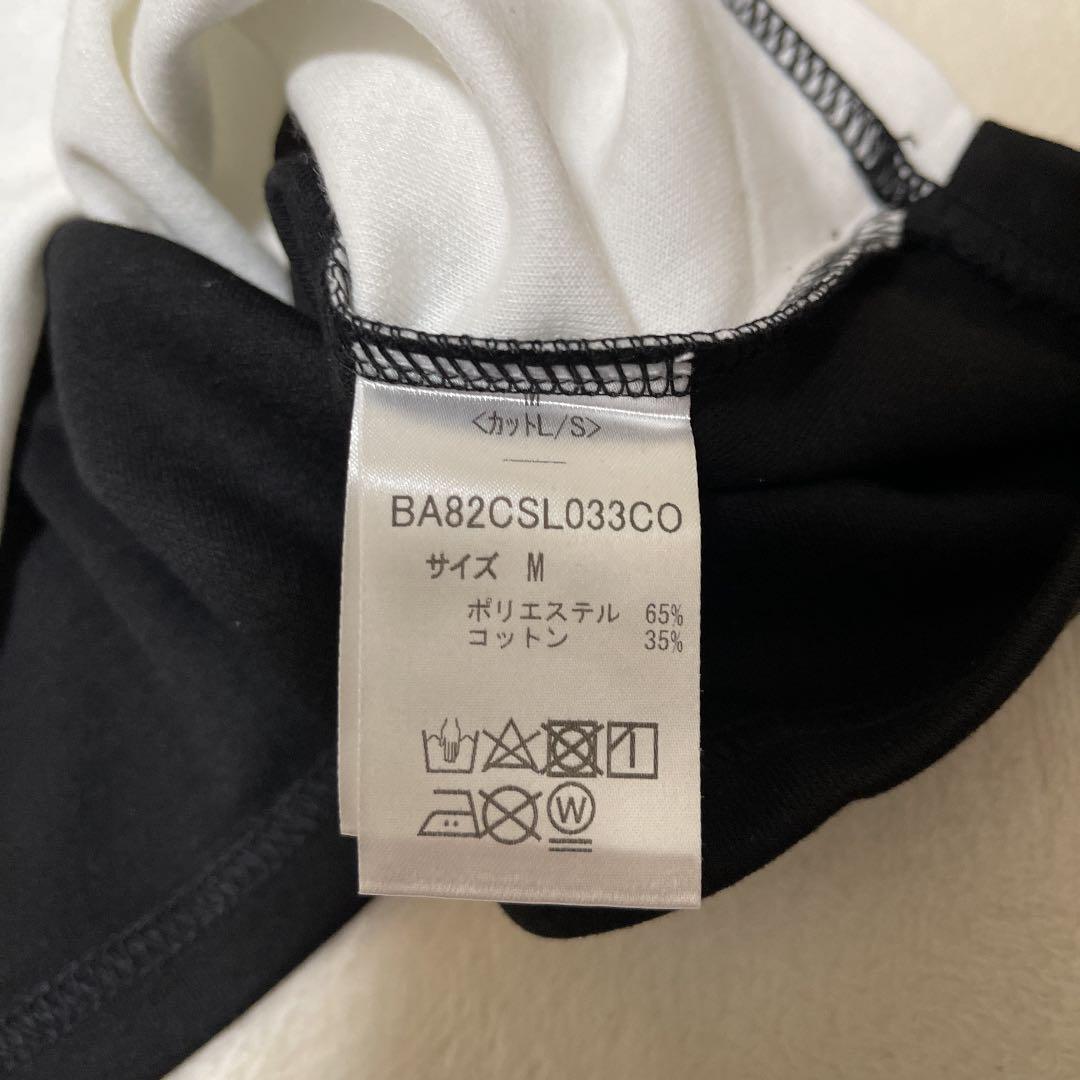 M
<カットL/S>
BA82CSL033CO
サイズ M
ポリエステル 65%
コットン 35%
W